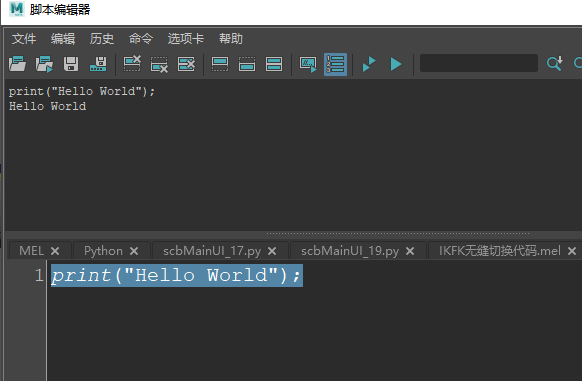 脚本编辑器
文件 编辑 历史 命令 选项卡 帮助
print("Hello World");
Hello World
MEL Python scbMainUI_17.py scbMainUI_19.py IKFK无缝切换代码.mel
1 print("Hello World");